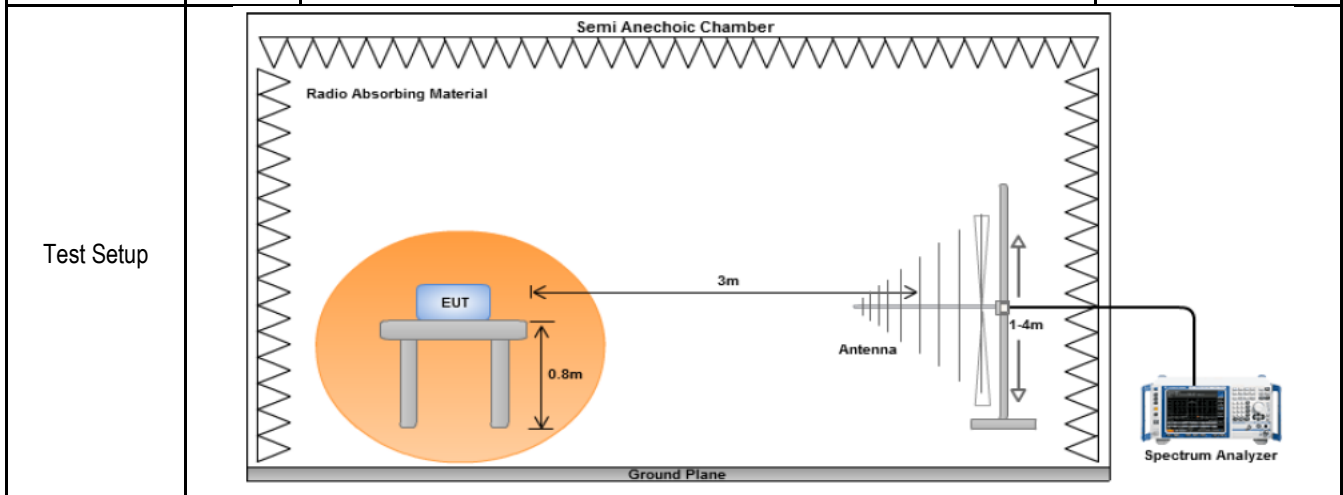 Semi Anechoic Chamber
Radio Absorbing Material
Test Setup
3m
EUT
1-4m
Antenna
0.8m
Spectrum Analyzer
Ground Plane